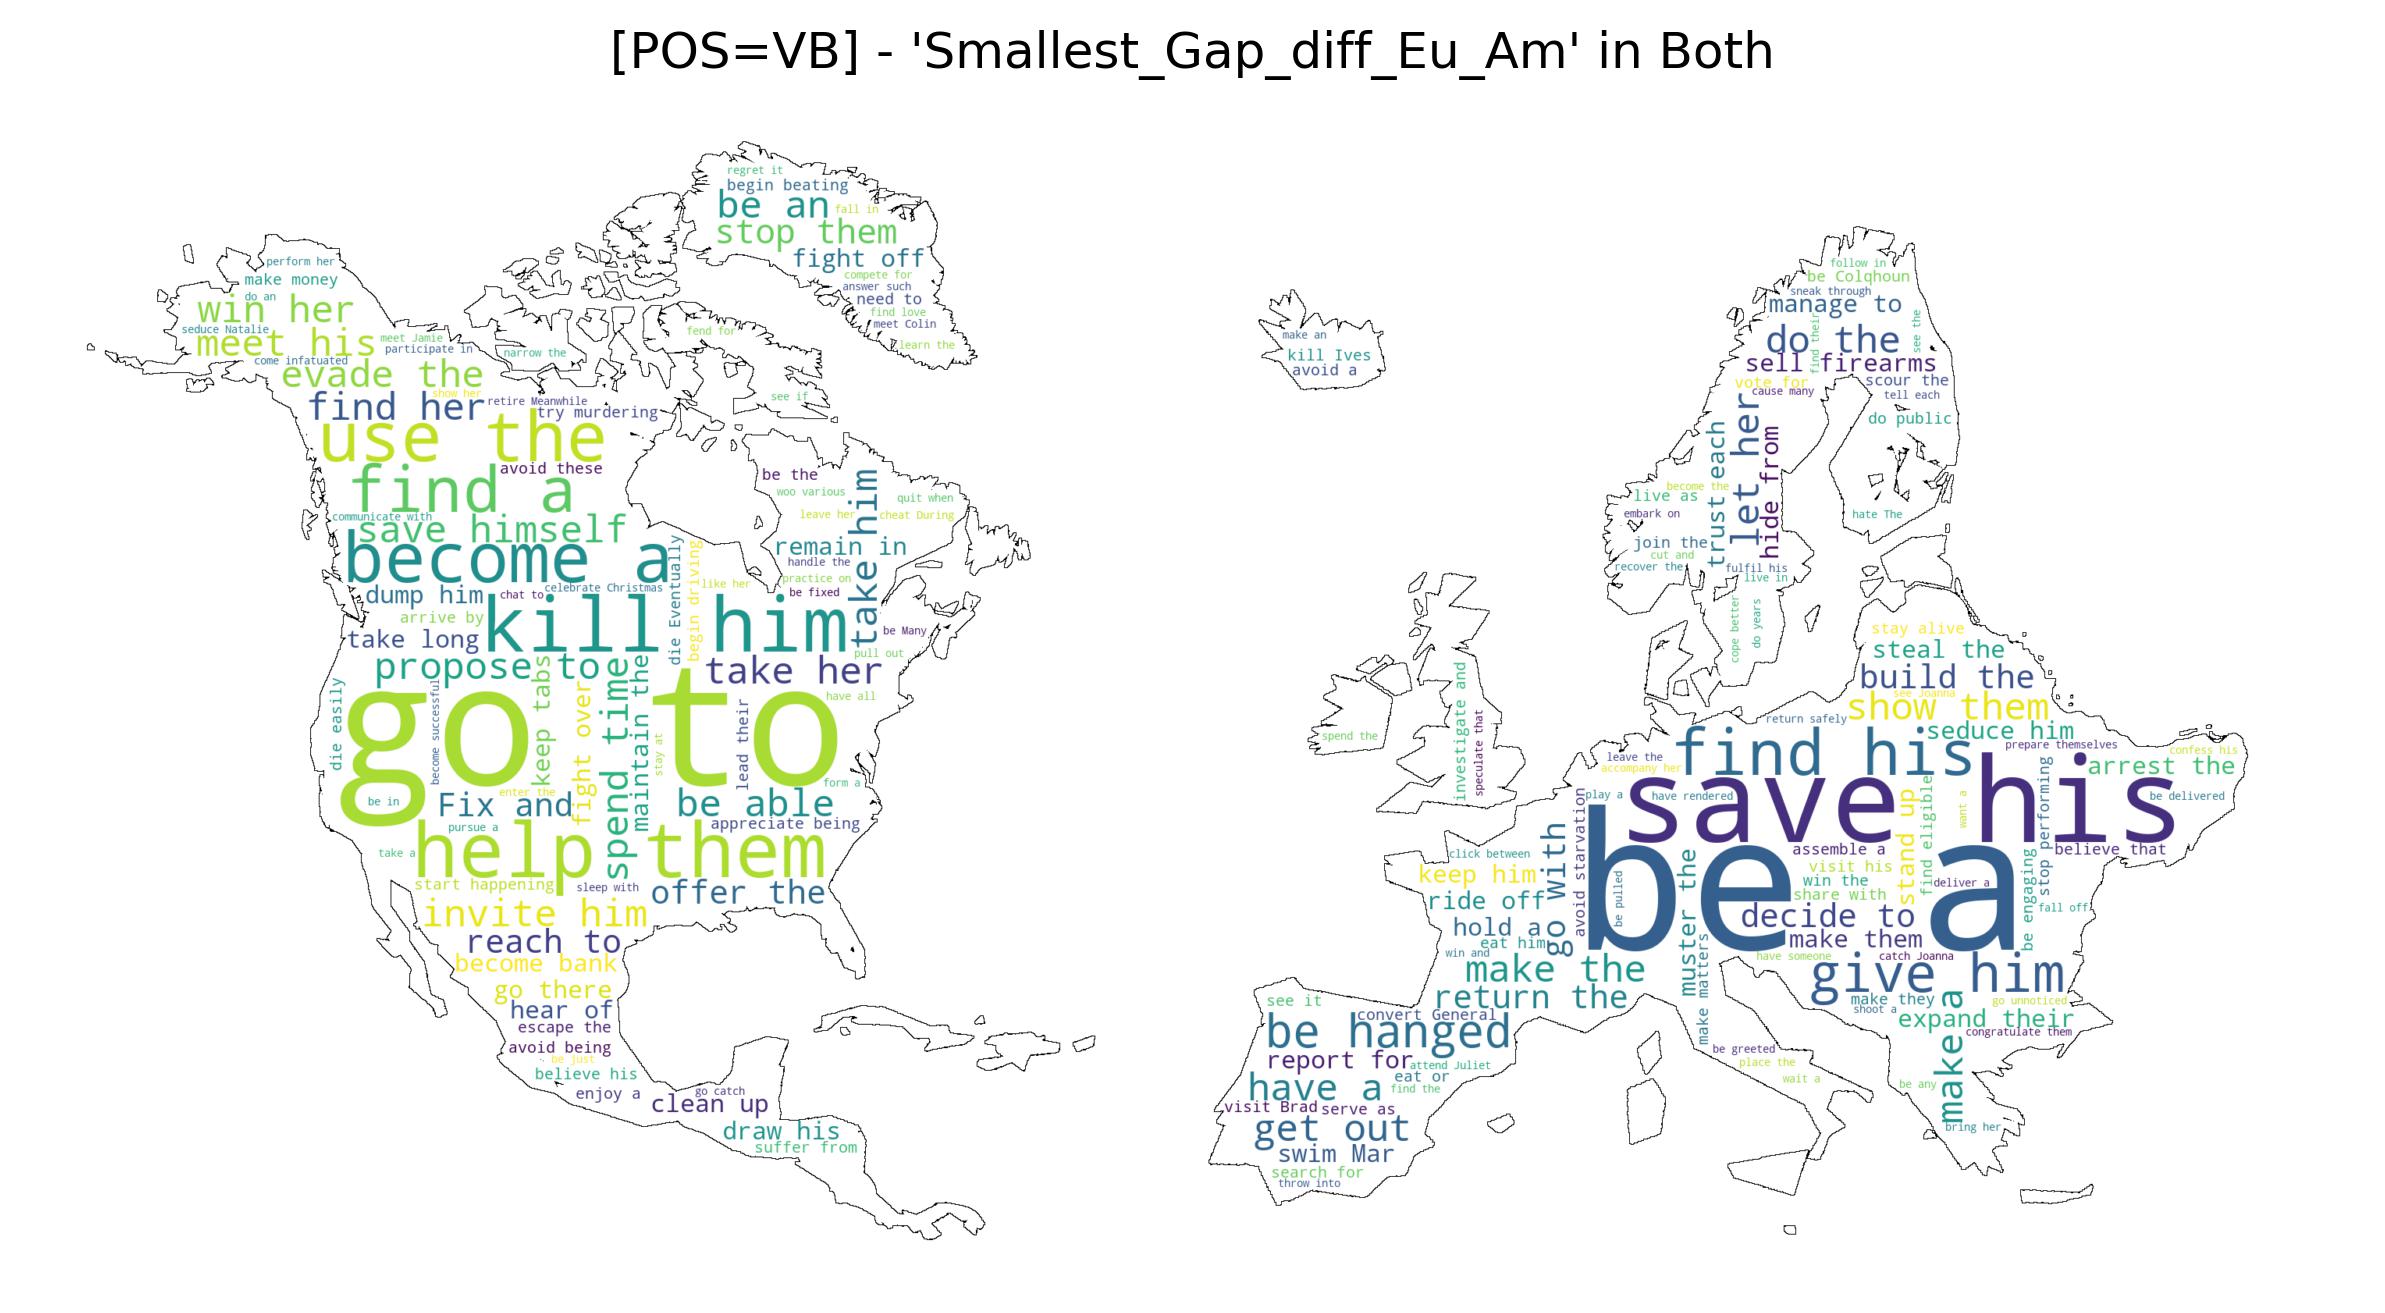 [POS=VB] - 'Smallest_Gap_diff_Eu_Am' in Both
regret it
begin beating
be an
fall in
stop them
fight off
compete for
answer such
need to
find love
meet Colin
learn the
perform her
make money
do an
win her
seduce Natalie
meet his
meet Jamie
participate in
come infatuated
evade the
show her
find her
retire Meanwhile
try murdering
use the
narrow the
fend for
see if
avoid these
find a
be the
woo various
quit when
leave her
cheat During
take him
communicate with
save himself
become a
remain in
handle the
practice on
be fixed
die Eventually
begin driving
like her
dump him
chat to
celebrate Christmas
arrive by
kill him
take long
be Many
pull out
propose to
take her
have all
go to
die easily
become successful
keep tabs
fight over
spend time
maintain the
stay at
lead their
form a
be in
enter the
Fix and
be able
pursue a
appreciate being
take a
help them
start happening
sleep with
offer the
invite him
reach to
become bank
go there
hear of
escape the
avoid being
be just
believe his
enjoy a
go catch
clean up
draw his
suffer from
make an
kill Ives
avoid a
follow in
be Colqhoun
sneak through
manage to
do the
find their
see the
sell firearms
vote for
cause many
scour the
tell each
do public
let her
trust each
hide from
become the
live as
embark on
hate The
join the
cut and
recover the
fulfil his
live in
cope better
do years
spend the
investigate and
speculate that
stay alive
steal the
build the
see Joanna
show them
return safely
seduce him
find his
prepare themselves
confess his
leave the
accompany her
arrest the
save his
play a
have rendered
be delivered
be a
avoid starvation
be pulled
go with
find eligible
stand up
want a
stop performing
assemble a
believe that
click between
visit his
keep him
win the
deliver a
share with
ride off
muster the
be engaging
fall off
hold a
decide to
eat him
make them
win and
make matters
have someone
catch Joanna
make the
give him
return the
see it
make they
go unnoticed
shoot a
convert General
expand their
be hanged
congratulate them
make a
report for
attend Juliet
be greeted
place the
eat or
have a
find the
wait a
be any
visit Brad
serve as
get out
bring her
swim Mar
search for
throw into